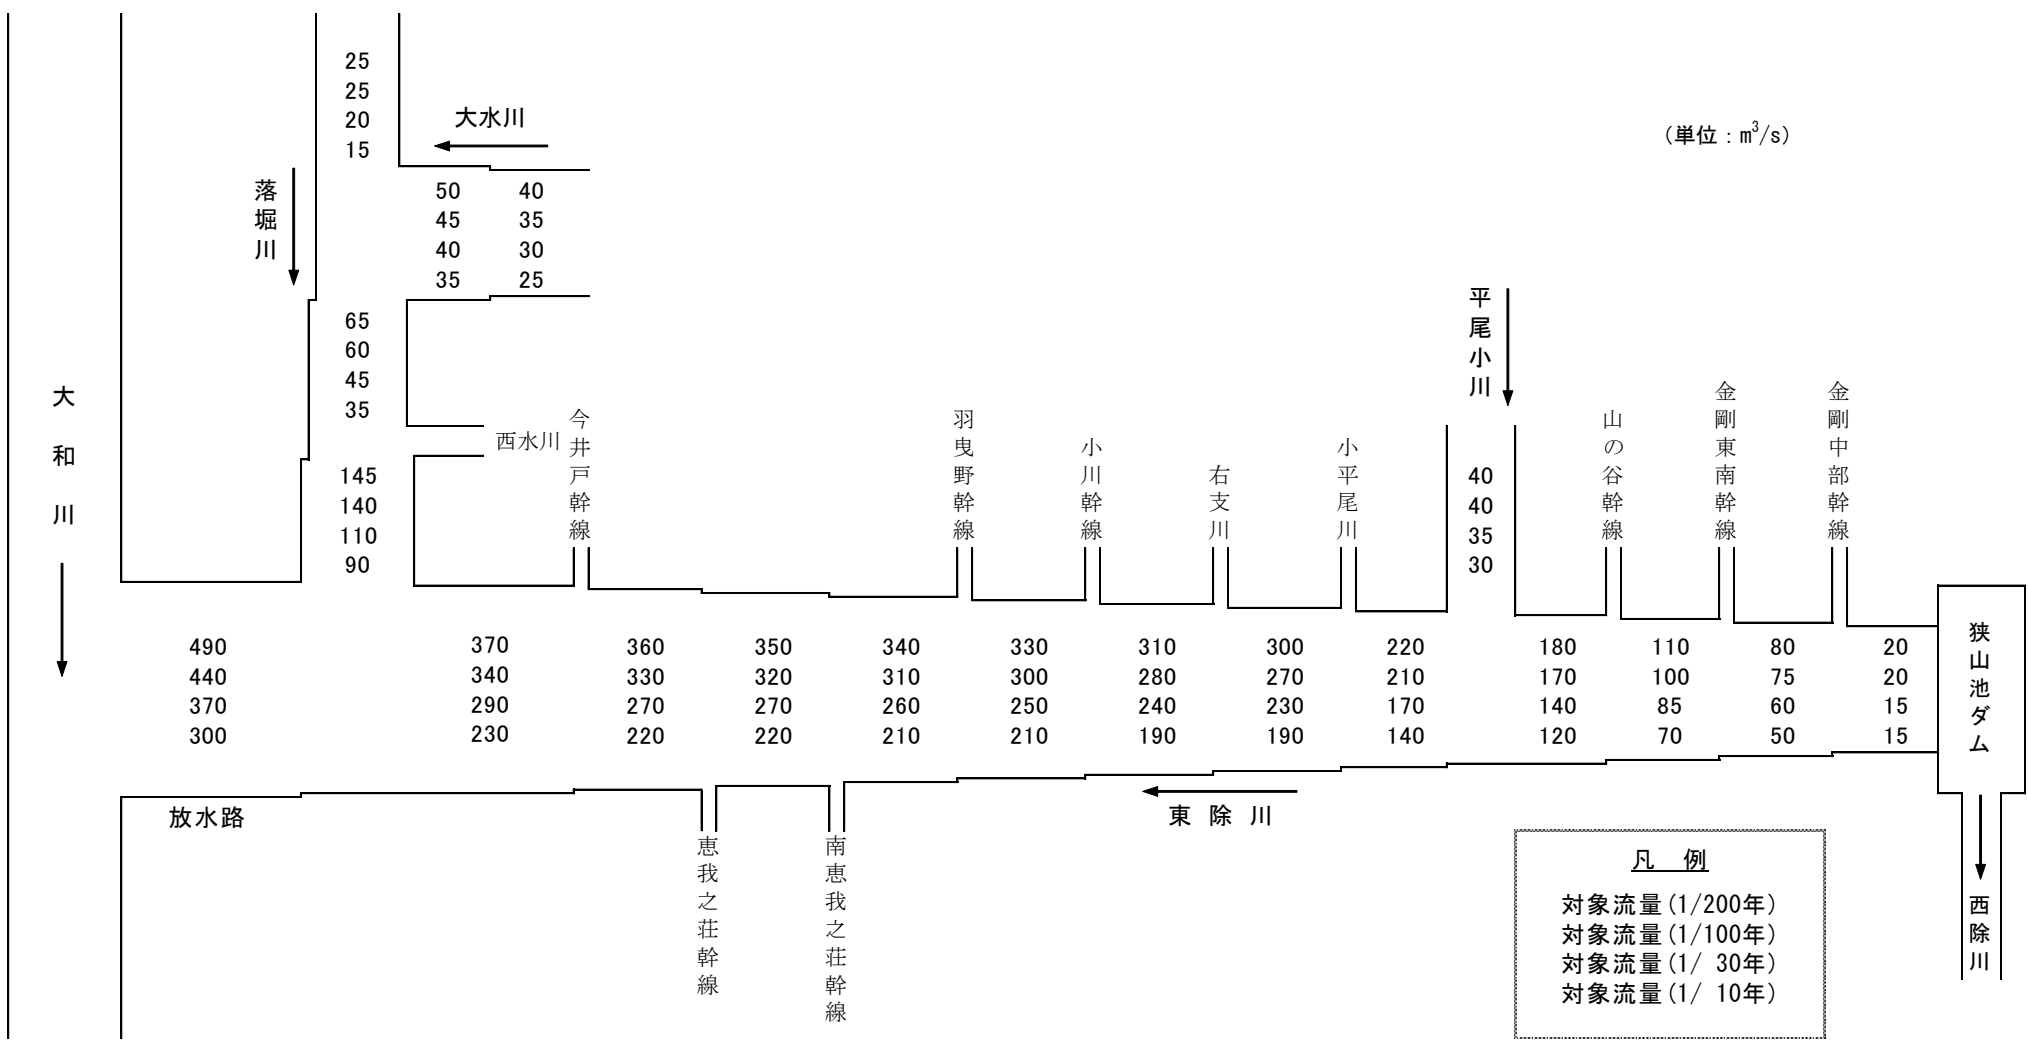 25
25
20
15
大水川
(単位：m³/s)
落堀川
50 40
45 35
40 30
35 25
65
60
45
35
平尾小川
大和川
西水川
今井戸幹線
羽曳野幹線
小川幹線
右支川
小平尾川
山の谷幹線
金剛東南幹線
金剛中部幹線
145
140
110
90
40
40
35
30
490 370 360 350 340 330 310 300 220 180 110 80 20
440 340 330 320 310 300 280 270 210 170 100 75 20
370 290 270 270 260 250 240 230 170 140 85 60 15
300 230 220 220 210 210 190 190 140 120 70 50 15
狭山池ダム
放水路
東除川
恵我之荘幹線
南恵我之荘幹線
凡 例
対象流量(1/200年)
対象流量(1/100年)
対象流量(1/ 30年)
対象流量(1/ 10年)
西除川